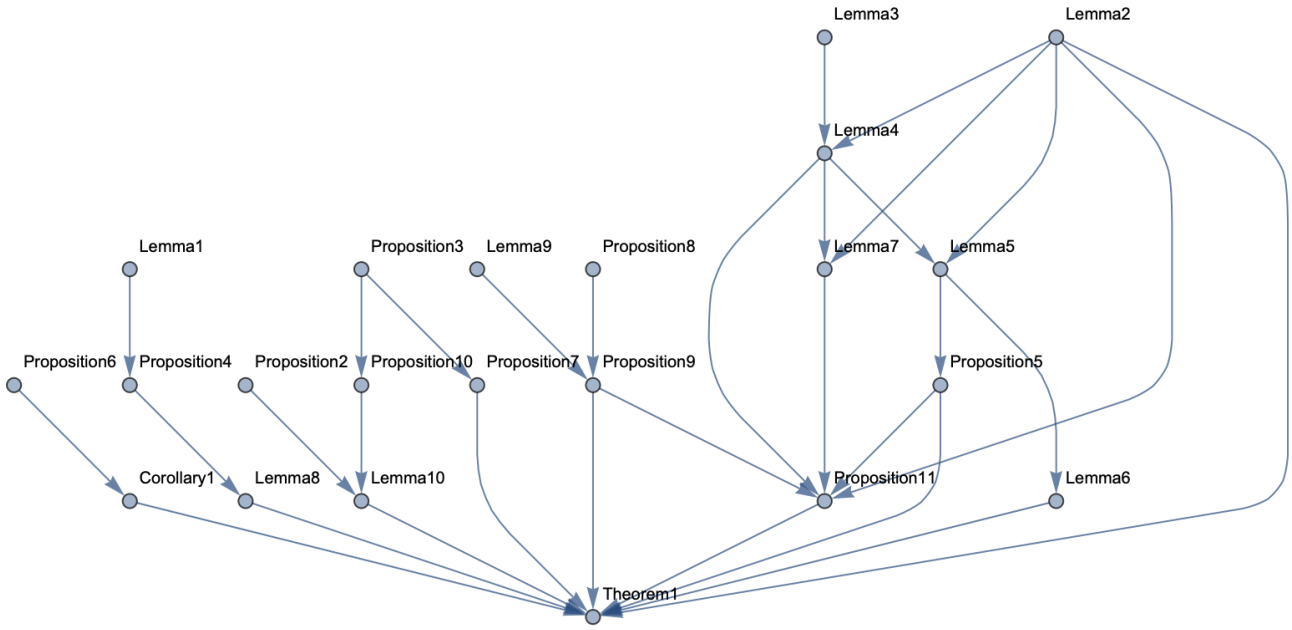 Lemma3
Lemma2
Lemma4
Lemma1
Proposition3
Lemma9
Proposition8
Lemma7
Lemma5
Proposition6
Proposition4
Proposition2
Proposition10
Proposition7
Proposition9
Proposition5
Corollary1
Lemma8
Lemma10
Proposition11
Lemma6
Theorem1